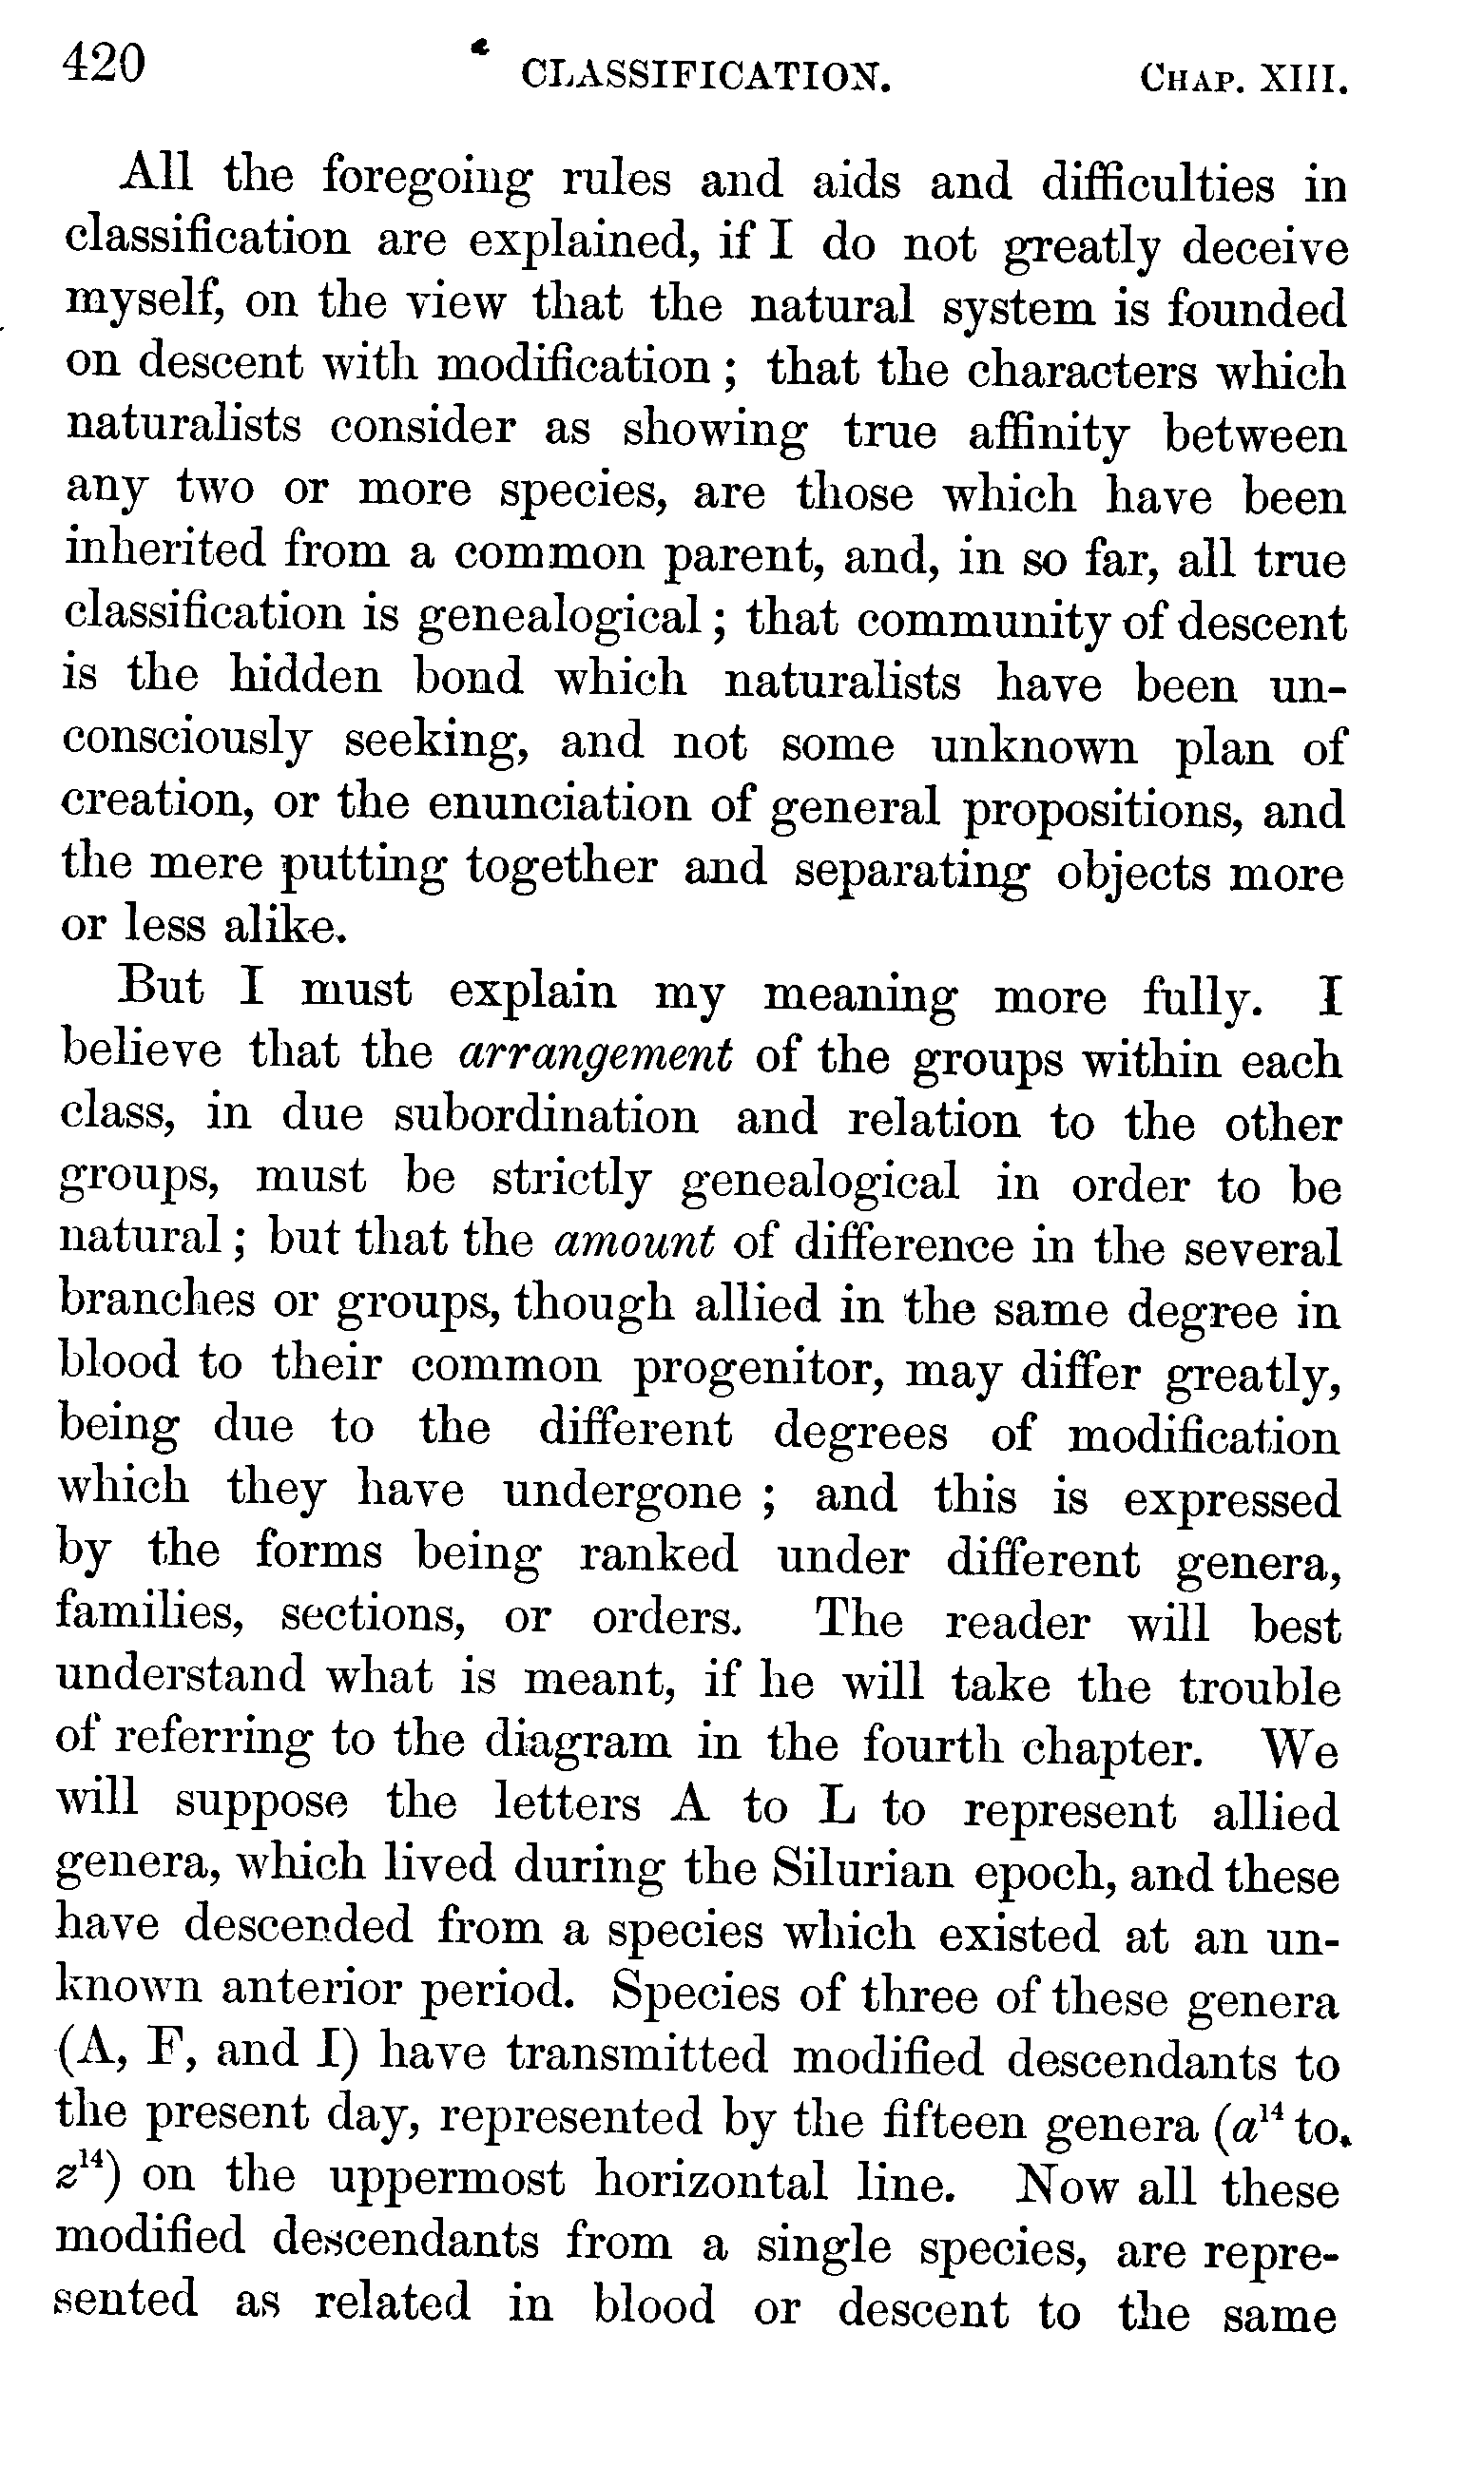 420 CLASSIFICATION. CHAP. XIII.
All the foregoing rules and aids and difficulties in
classification are explained, if I do not greatly deceive
myself, on the view that the natural system is founded
on descent with modification ; that the characters which
naturalists consider as showing true affinity between
any two or more species, are those which have been
inherited from a common parent, and, in so far, all true
classification is genealogical ; that community of descent
is the hidden bond which naturalists have been un-
consciously seeking, and not some unknown plan of
creation, or the enunciation of general propositions, and
the mere putting together and separating objects more
or less alike.
But I must explain my meaning more fully. I
believe that the arrangement of the groups within each
class, in due subordination and relation to the other
groups, must be strictly genealogical in order to be
natural ; but that the amount of difference in the several
branches or groups, though allied in the same degree in
blood to their common progenitor, may differ greatly,
being due to the different degrees of modification
which they have undergone ; and this is expressed
by the forms being ranked under different genera,
families, sections, or orders. The reader will best
understand what is meant, if he will take the trouble
of referring to the diagram in the fourth chapter. We
will suppose the letters A to L to represent allied
genera, which lived during the Silurian epoch, and these
have descended from a species which existed at an un-
known anterior period. Species of three of these genera
(A, F, and I) have transmitted modified descendants to
the present day, represented by the fifteen genera (a¹⁴ to
z¹⁴) on the uppermost horizontal line. Now all these
modified descendants from a single species, are repre-
sented as related in blood or descent to the same